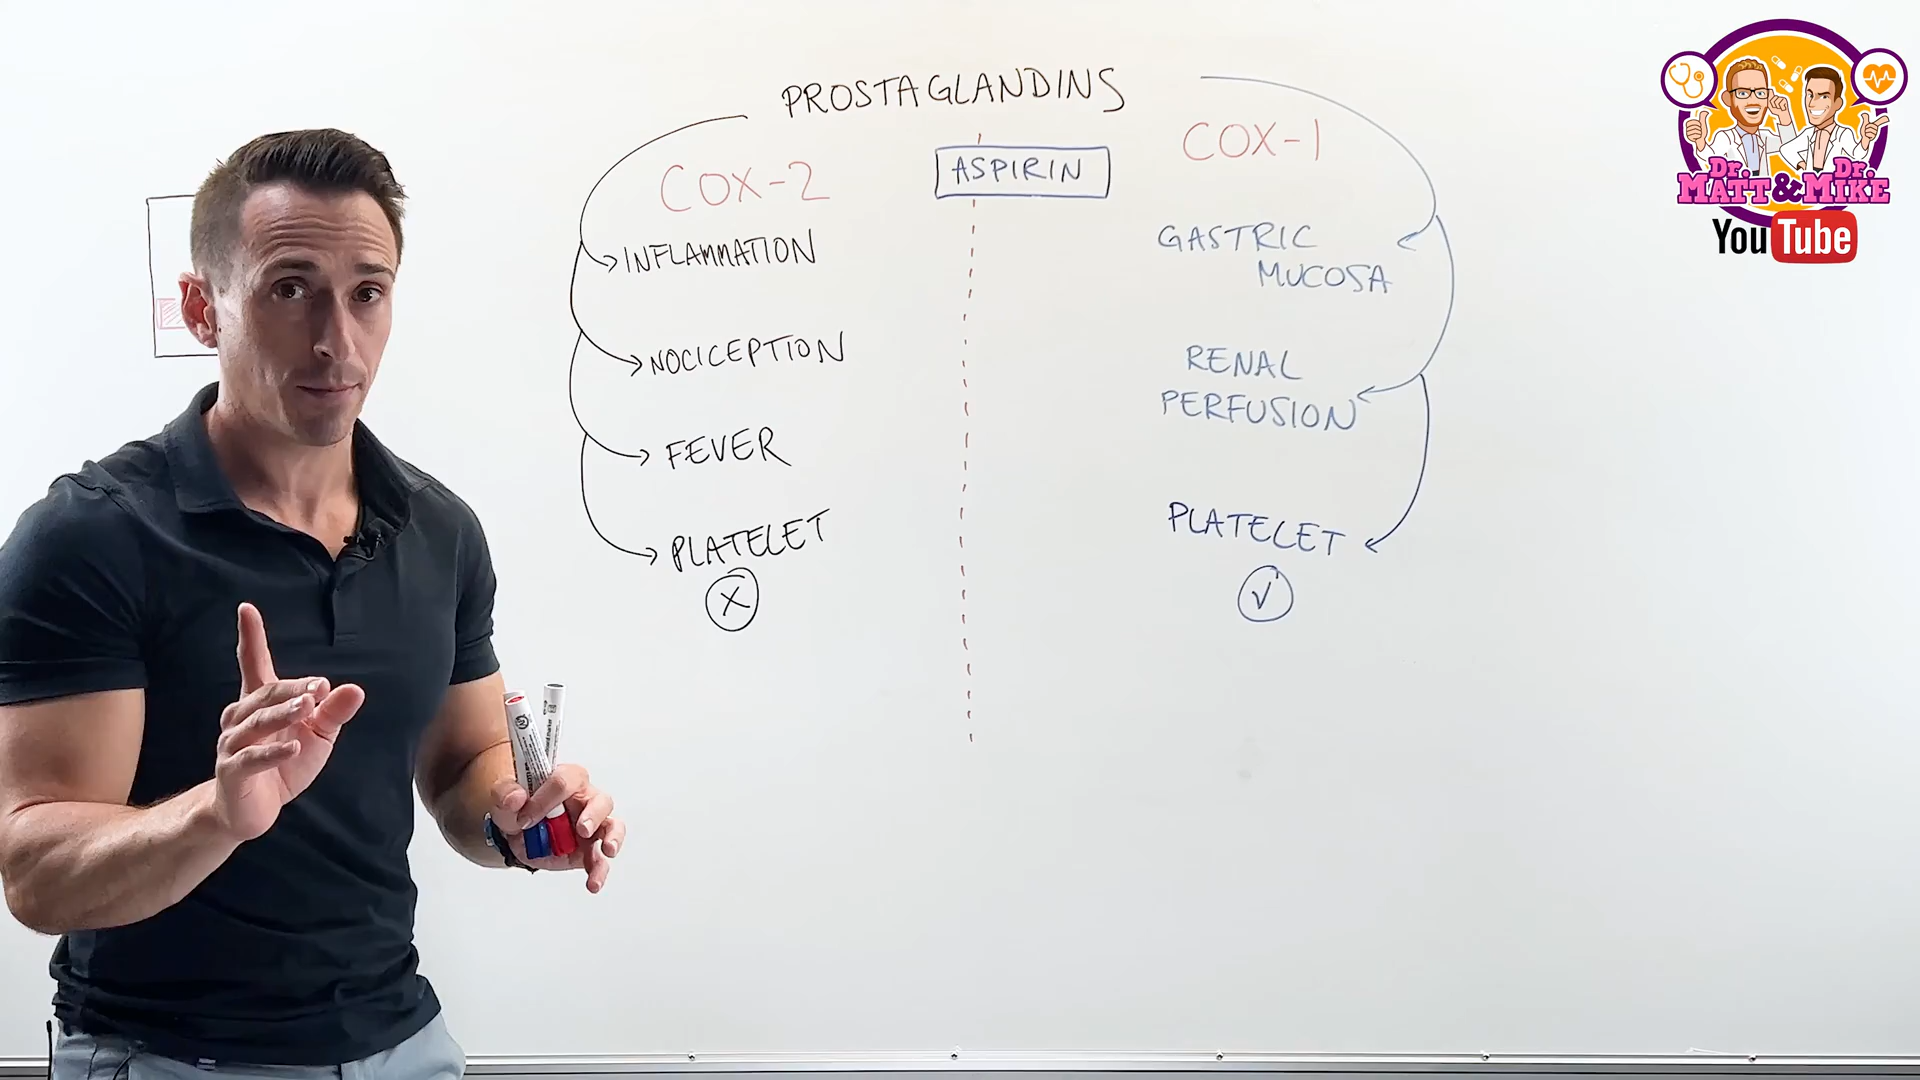 PROSTAGLANDINS
COX-2
INFLAMMATION
NOCICEPTION
FEVER
PLATELET
X
ASPIRIN
COX-1
GASTRIC
MUCOSA
RENAL
PERFUSION
PLATELET
√
Dr. Dr.
MATT & MIKE
YouTube